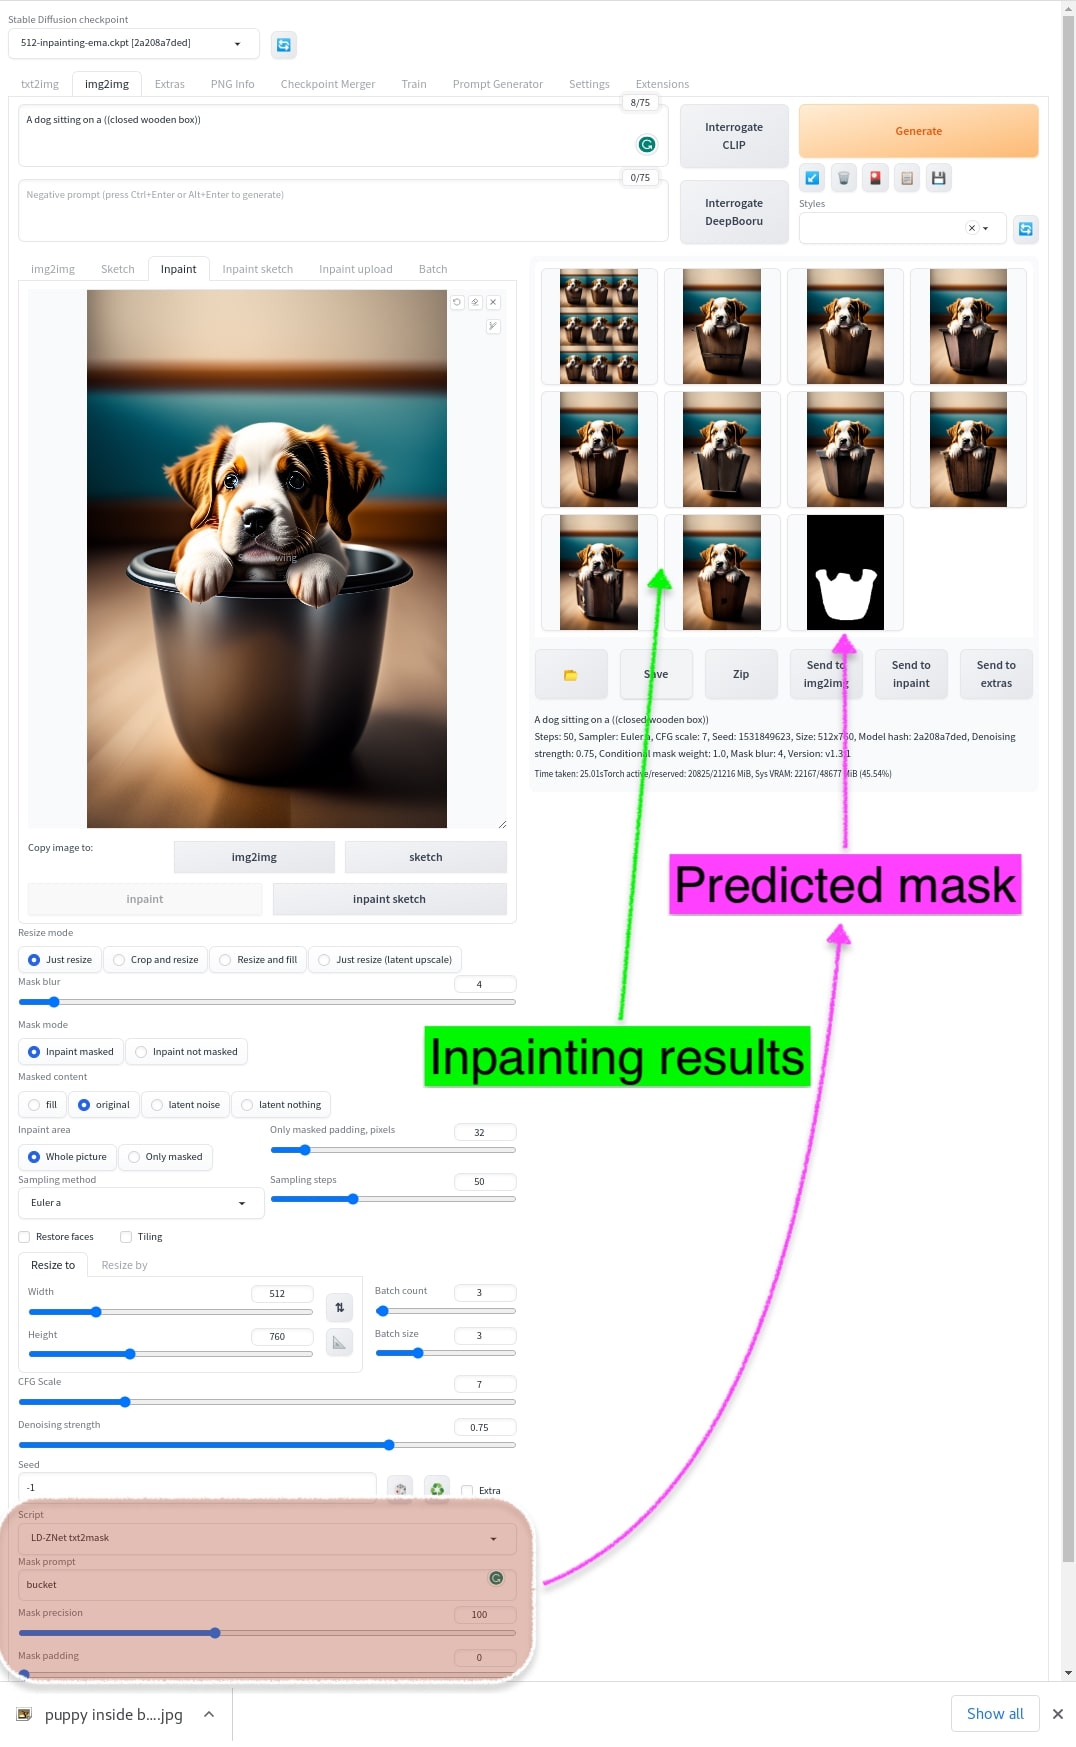 Stable Diffusion checkpoint
512-inpainting-ema.ckpt [2a208a7ded]
txt2img img2img Extras PNG Info Checkpoint Merger Train Prompt Generator Settings Extensions
8/75
A dog sitting on a ((closed wooden box))
Interrogate
CLIP
Generate
0/75
Negative prompt (press Ctrl+Enter or Alt+Enter to generate)
Interrogate
DeepBooru
Styles
img2img Sketch Inpaint Inpaint sketch Inpaint upload Batch
Save
Zip
Send to
img2img
Send to
inpaint
Send to
extras
A dog sitting on a ((closed wooden box))
Steps: 50, Sampler: Euler a, CFG scale: 7, Seed: 1531849623, Size: 512x760, Model hash: 2a208a7ded, Denoising
strength: 0.75, Conditional mask weight: 1.0, Mask blur: 4, Version: v1.3.1
Time taken: 25.01sTorch active/reserved: 20825/21216 MiB, Sys VRAM: 22167/48677 MiB (45.54%)
Copy image to:
img2img
sketch
inpaint
inpaint sketch
Predicted mask
Resize mode
Just resize Crop and resize Resize and fill Just resize (latent upscale)
Mask blur
4
Mask mode
Inpaint masked Inpaint not masked
Inpainting results
Masked content
fill original latent noise latent nothing
Inpaint area
Only masked padding, pixels
32
Whole picture Only masked
Sampling method
Sampling steps
50
Euler a
Restore faces Tiling
Resize to Resize by
Width
512
Batch count
3
Height
760
Batch size
3
CFG Scale
7
Denoising strength
0.75
Seed
-1
Extra
Script
LD-ZNet txt2mask
Mask prompt
bucket
Mask precision
100
Mask padding
0
puppy inside b....jpg
Show all